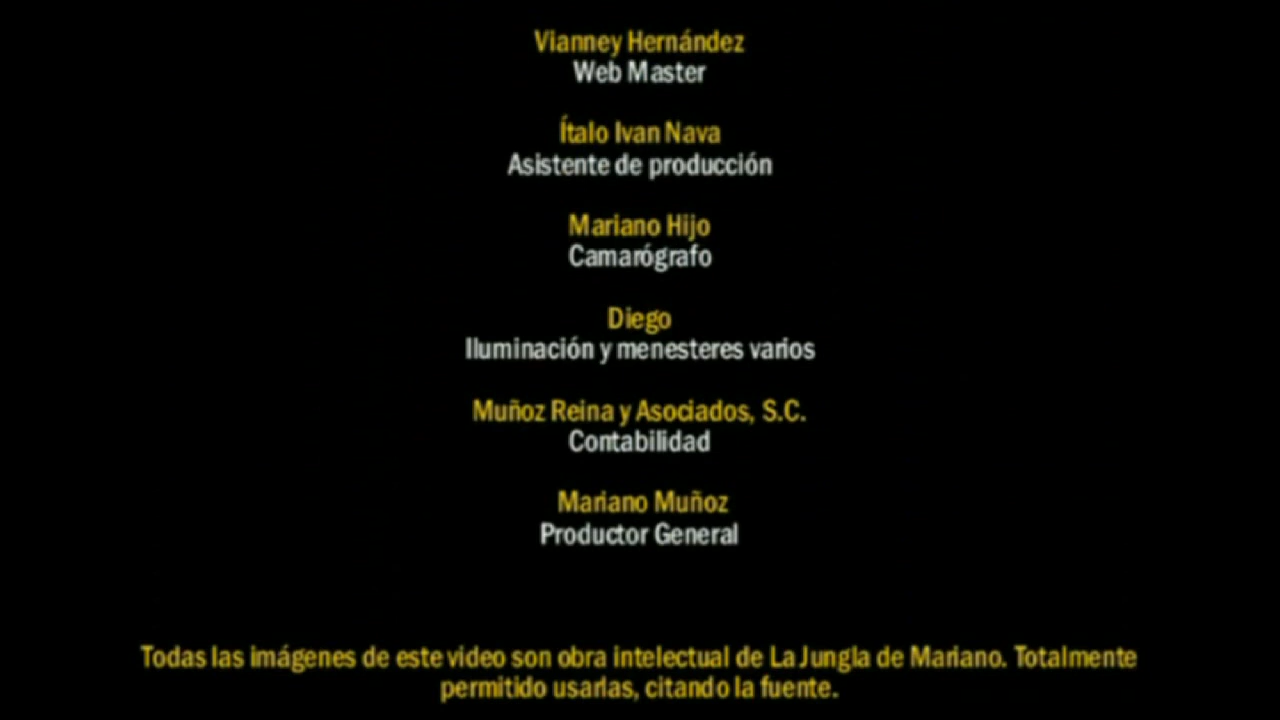 Vianney Hernández
Web Master
Ítalo Ivan Nava
Asistente de producción
Mariano Hijo
Camarógrafo
Diego
Iluminación y menesteres varios
Muñoz Reina y Asociados, S.C.
Contabilidad
Mariano Muñoz
Productor General
Todas las imágenes de este video son obra intelectual de La Jungla de Mariano. Totalmente
permitido usarlas, citando la fuente.